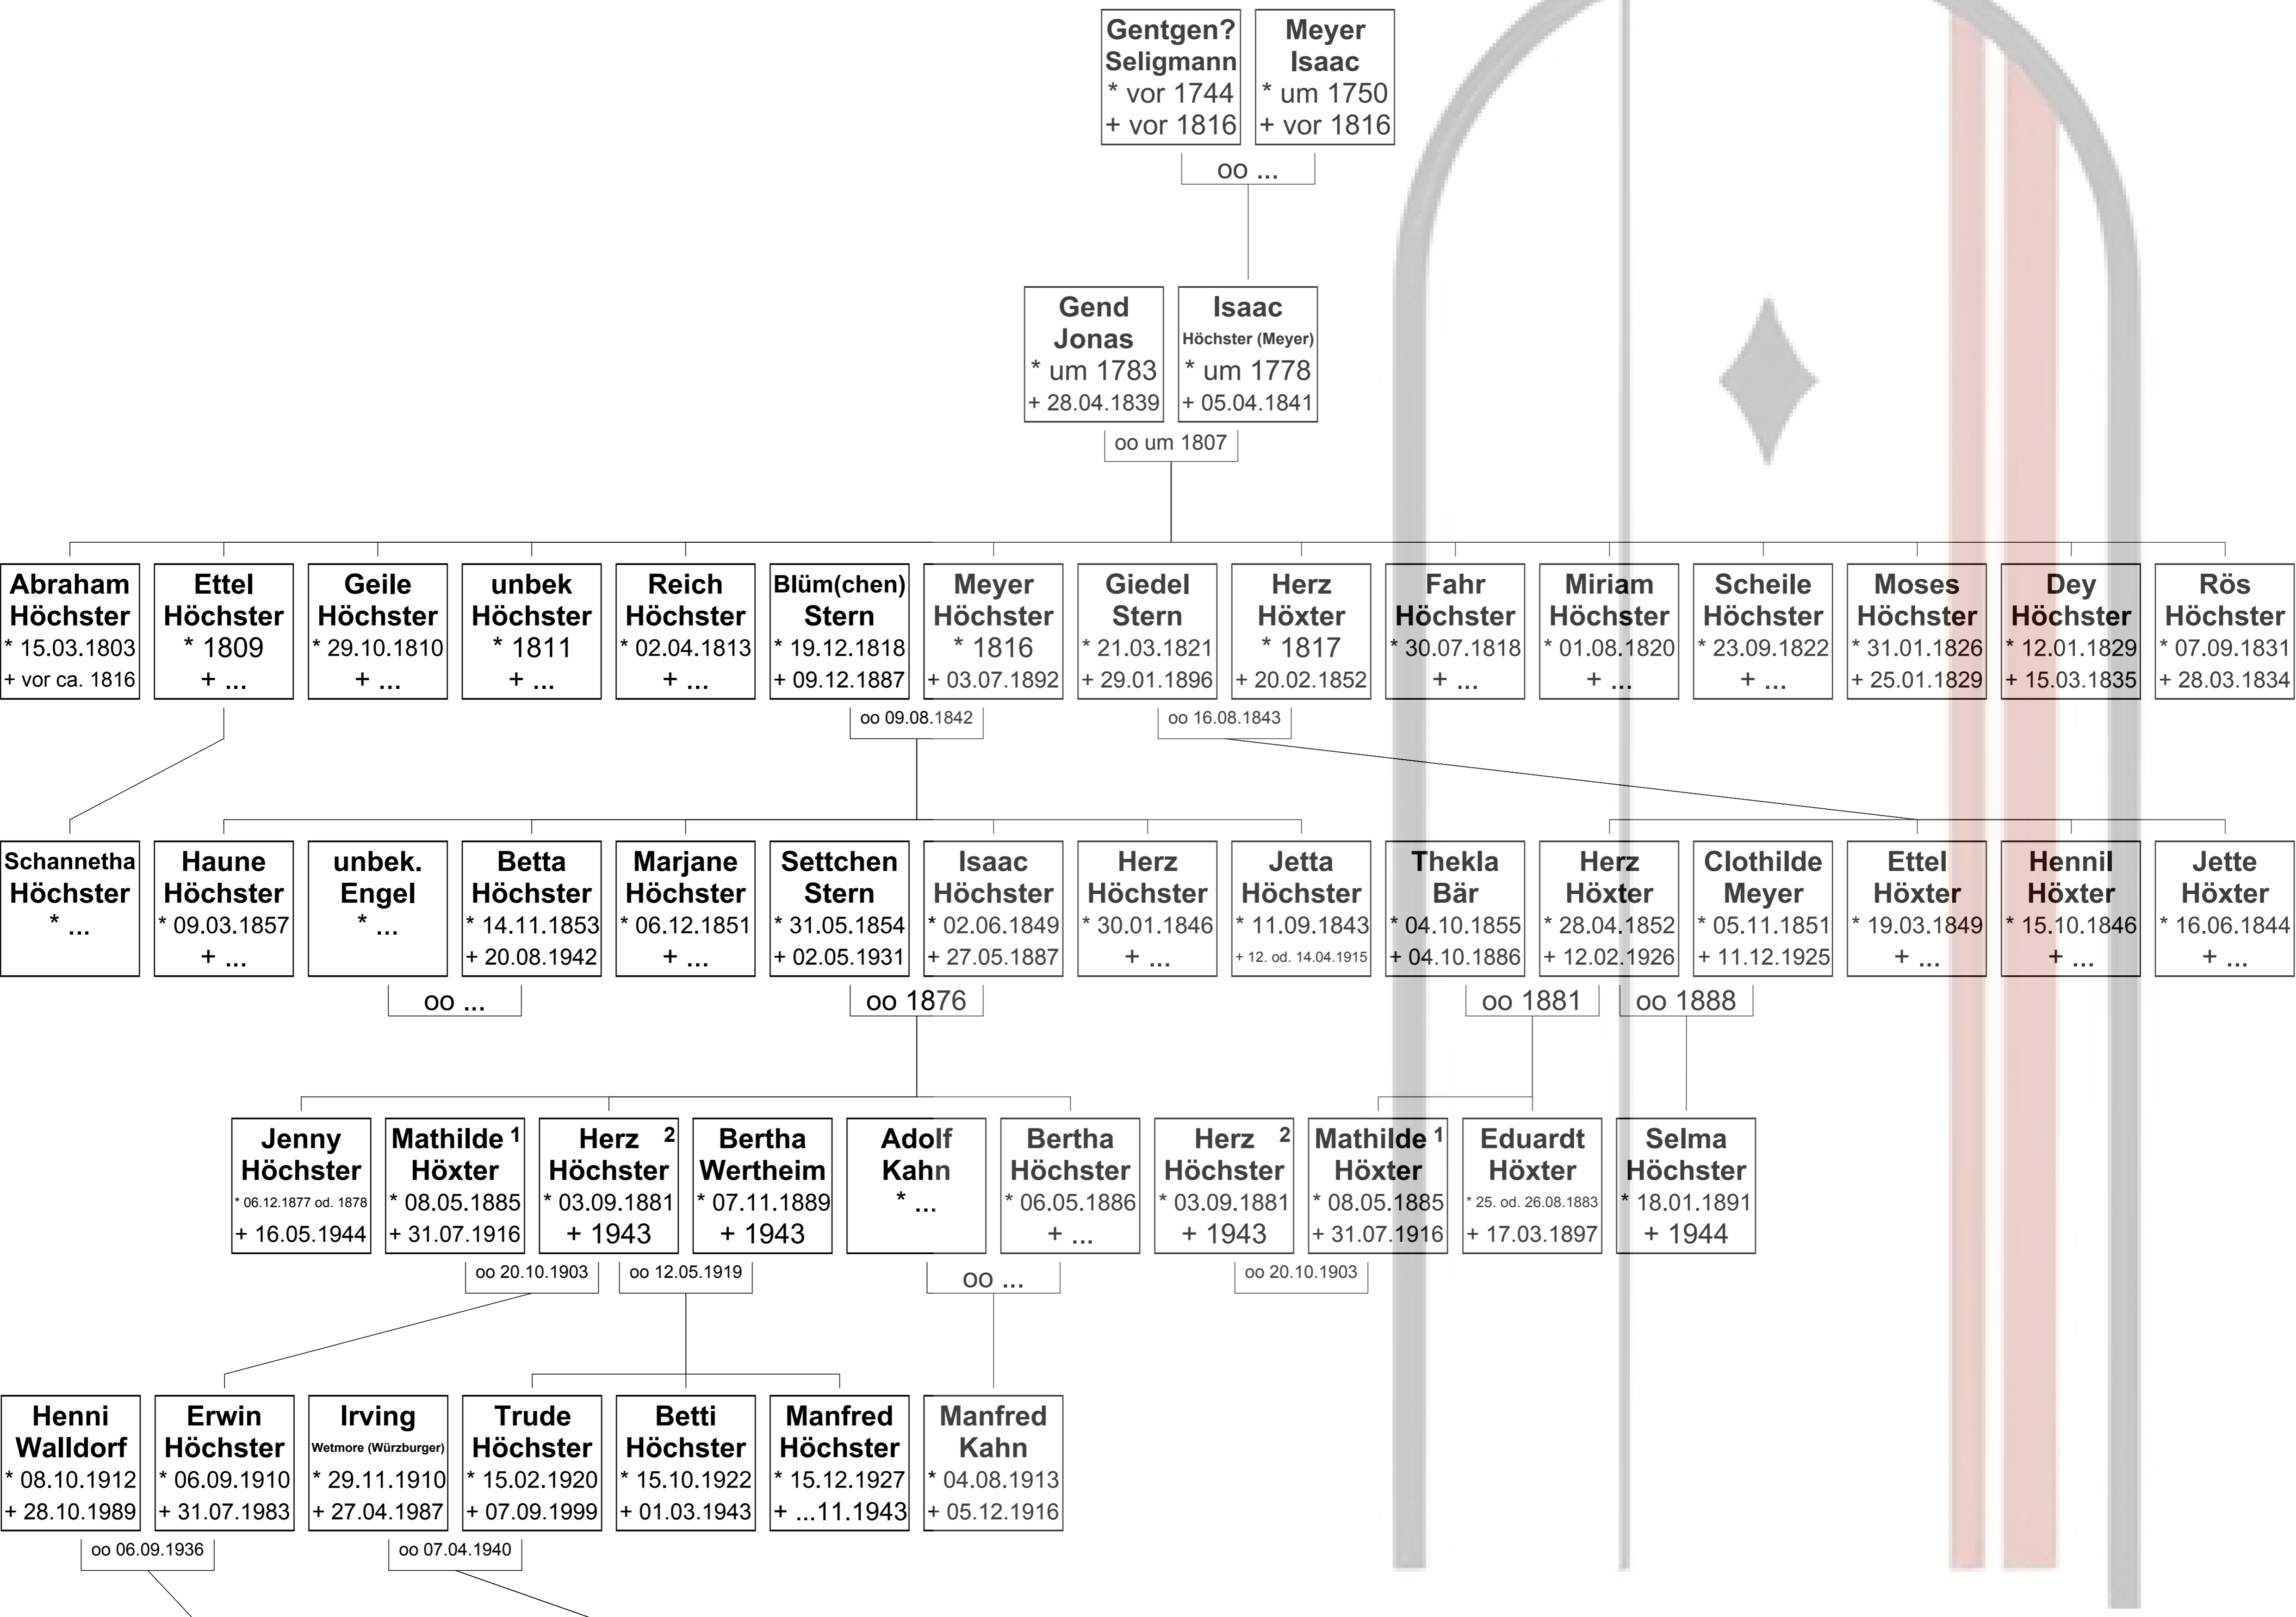 Gentgen?
Seligmann
* vor 1744
+ vor 1816
Meyer
Isaac
* um 1750
+ vor 1816
oo ...
Gend
Jonas
* um 1783
+ 28.04.1839
Isaac
Höchster (Meyer)
* um 1778
+ 05.04.1841
oo um 1807
Abraham
Höchster
* 15.03.1803
+ vor ca. 1816
Ettel
Höchster
* 1809
+ ...
Geile
Höchster
* 29.10.1810
+ ...
unbek
Höchster
* 1811
+ ...
Reich
Höchster
* 02.04.1813
+ ...
Blüm(chen)
Stern
* 19.12.1818
+ 09.12.1887
Meyer
Höchster
* 1816
+ 03.07.1892
Giedel
Stern
* 21.03.1821
+ 29.01.1896
Herz
Höxter
* 1817
+ 20.02.1852
Fahr
Höchster
* 30.07.1818
+ ...
Miriam
Höchster
* 01.08.1820
+ ...
Scheile
Höchster
* 23.09.1822
+ ...
Moses
Höchster
* 31.01.1826
+ 25.01.1829
Dey
Höchster
* 12.01.1829
+ 15.03.1835
Rös
Höchster
* 07.09.1831
+ 28.03.1834
oo 09.08.1842
oo 16.08.1843
Schannetha
Höchster
* ...
Haune
Höchster
* 09.03.1857
+ ...
unbek.
Engel
* ...
Betta
Höchster
* 14.11.1853
+ 20.08.1942
Marjane
Höchster
* 06.12.1851
+ ...
Settchen
Stern
* 31.05.1854
+ 02.05.1931
Isaac
Höchster
* 02.06.1849
+ 27.05.1887
Herz
Höchster
* 30.01.1846
+ ...
Jetta
Höchster
* 11.09.1843
+ 12. od. 14.04.1915
Thekla
Bär
* 04.10.1855
+ 04.10.1886
Herz
Höxter
* 28.04.1852
+ 12.02.1926
Clothilde
Meyer
* 05.11.1851
+ 11.12.1925
Ettel
Höxter
* 19.03.1849
+ ...
Hennil
Höxter
* 15.10.1846
+ ...
Jette
Höxter
* 16.06.1844
+ ...
oo ...
oo 1876
oo 1881
oo 1888
Jenny
Höchster
* 06.12.1877 od. 1878
+ 16.05.1944
Mathilde 1
Höxter
* 08.05.1885
+ 31.07.1916
Herz 2
Höchster
* 03.09.1881
+ 1943
Bertha
Wertheim
* 07.11.1889
+ 1943
Adolf
Kahn
* ...
Bertha
Höchster
* 06.05.1886
+ ...
Herz 2
Höchster
* 03.09.1881
+ 1943
Mathilde 1
Höxter
* 08.05.1885
+ 31.07.1916
Eduardt
Höxter
* 25. od. 26.08.1883
+ 17.03.1897
Selma
Höchster
* 18.01.1891
+ 1944
oo 20.10.1903
oo 12.05.1919
oo ...
oo 20.10.1903
Henni
Walldorf
* 08.10.1912
+ 28.10.1989
Erwin
Höchster
* 06.09.1910
+ 31.07.1983
Irving
Wetmore (Würzburger)
* 29.11.1910
+ 27.04.1987
Trude
Höchster
* 15.02.1920
+ 07.09.1999
Betti
Höchster
* 15.10.1922
+ 01.03.1943
Manfred
Höchster
* 15.12.1927
+ ...11.1943
Manfred
Kahn
* 04.08.1913
+ 05.12.1916
oo 06.09.1936
oo 07.04.1940